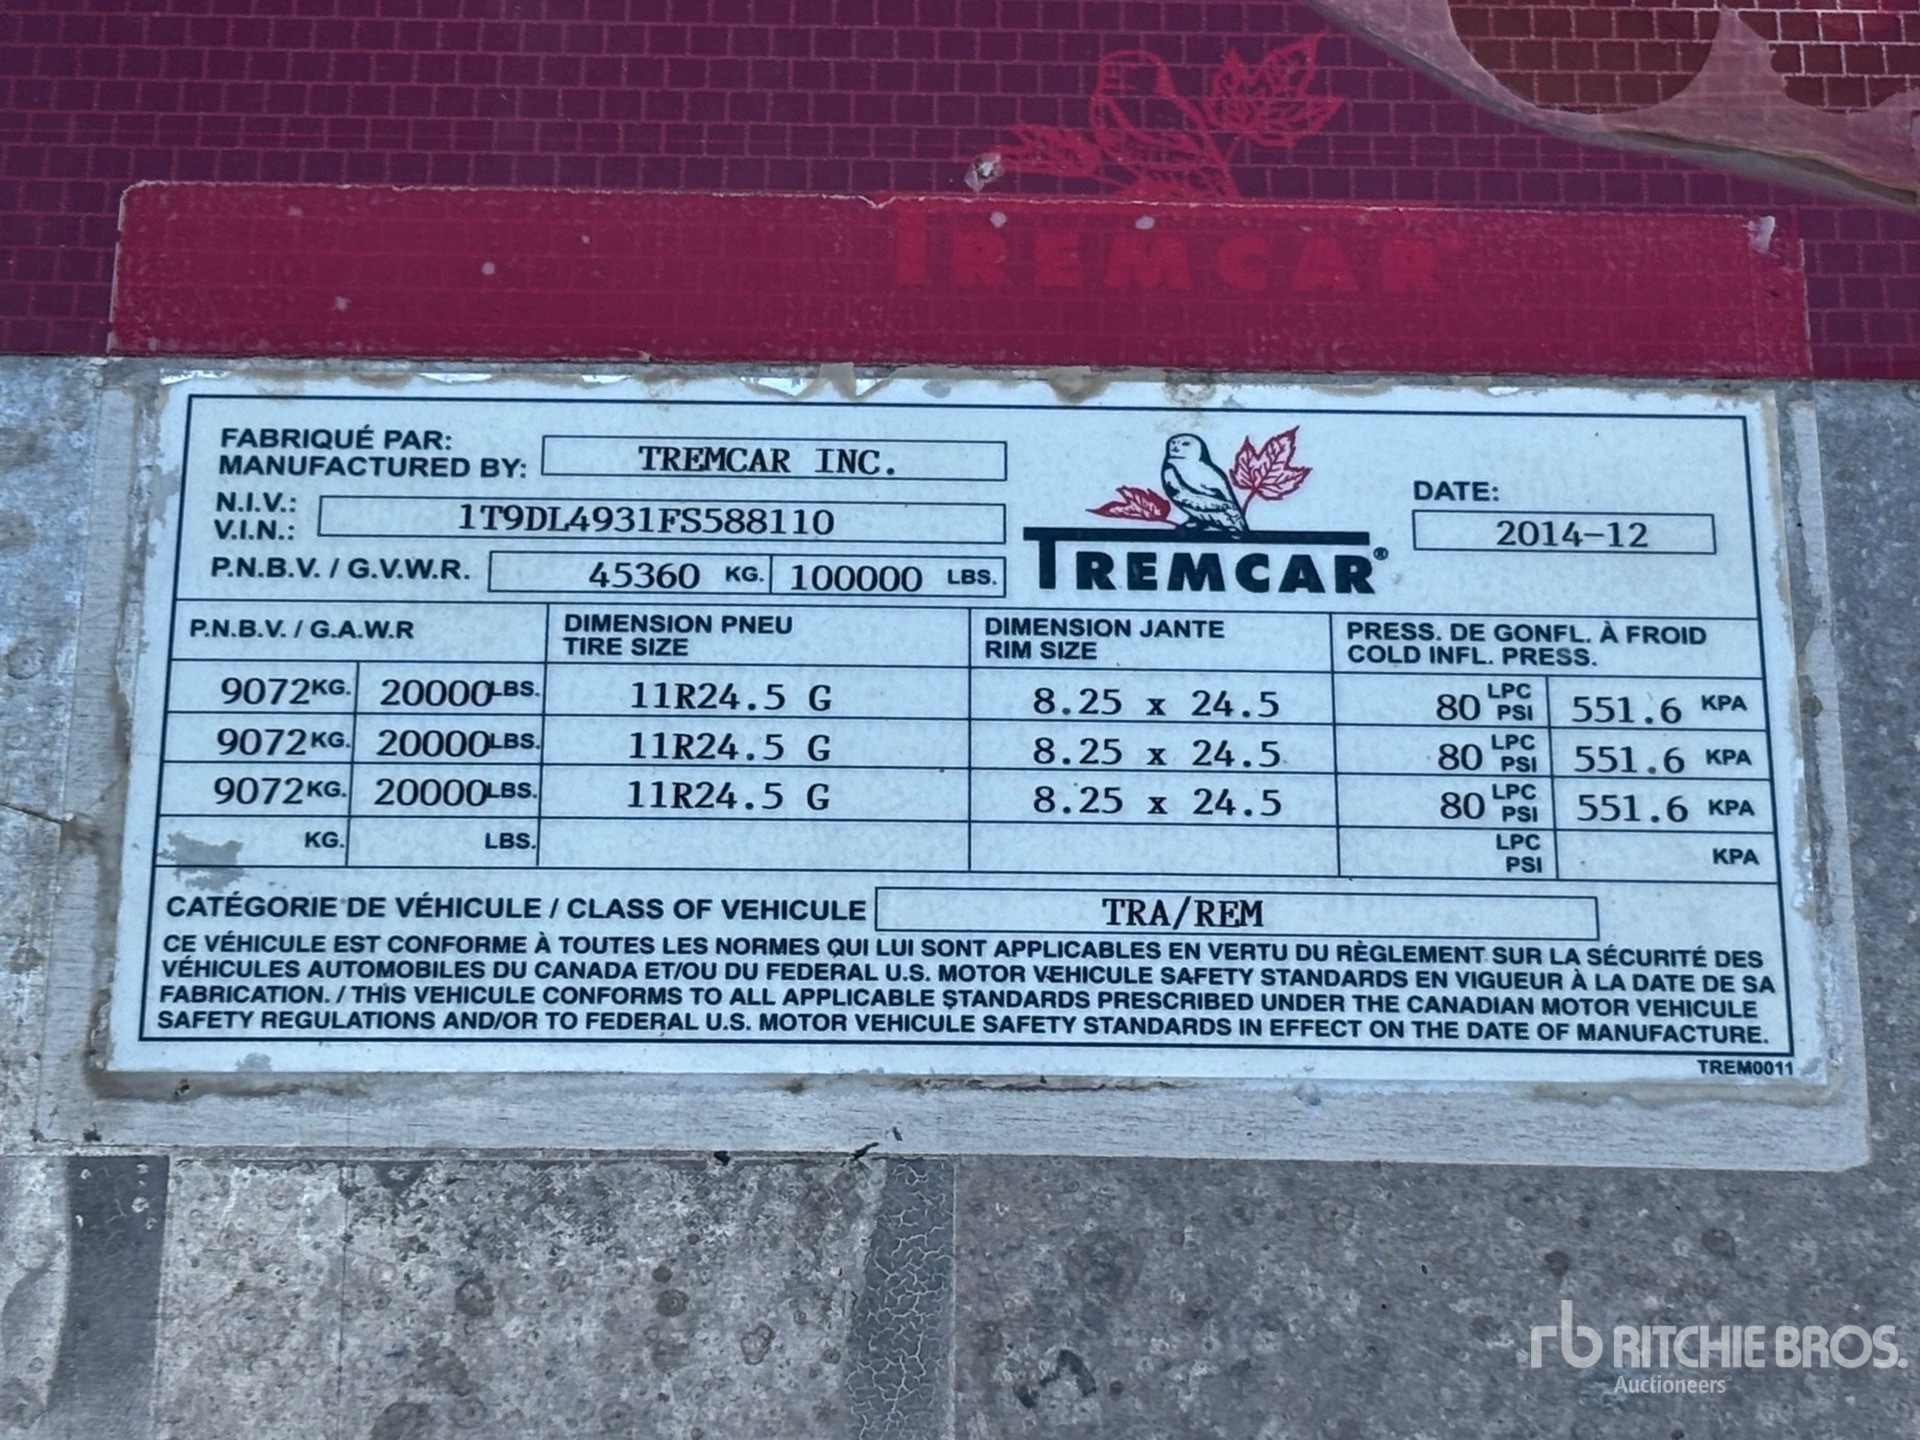 TREMCAR
FABRIQUÉ PAR:
MANUFACTURED BY:
TREMCAR INC.
N.I.V.:
V.I.N.:
1T9DL4931FS588110
P.N.B.V. / G.V.W.R.
45360 KG. 100000 LBS.
TREMCAR®
DATE:
2014-12
P.N.B.V. / G.A.W.R
DIMENSION PNEU
TIRE SIZE
DIMENSION JANTE
RIM SIZE
PRESS. DE GONFL. À FROID
COLD INFL. PRESS.
9072 KG. 20000 LBS. 11R24.5 G 8.25 x 24.5 80 LPC PSI 551.6 KPA
9072 KG. 20000 LBS. 11R24.5 G 8.25 x 24.5 80 LPC PSI 551.6 KPA
9072 KG. 20000 LBS. 11R24.5 G 8.25 x 24.5 80 LPC PSI 551.6 KPA
KG. LBS. LPC PSI KPA
CATÉGORIE DE VÉHICULE / CLASS OF VEHICULE TRA/REM
CE VÉHICULE EST CONFORME À TOUTES LES NORMES QUI LUI SONT APPLICABLES EN VERTU DU RÈGLEMENT SUR LA SÉCURITÉ DES
VÉHICULES AUTOMOBILES DU CANADA ET/OU DU FEDERAL U.S. MOTOR VEHICULE SAFETY STANDARDS EN VIGUEUR À LA DATE DE SA
FABRICATION. / THIS VEHICULE CONFORMS TO ALL APPLICABLE STANDARDS PRESCRIBED UNDER THE CANADIAN MOTOR VEHICULE
SAFETY REGULATIONS AND/OR TO FEDERAL U.S. MOTOR VEHICULE SAFETY STANDARDS IN EFFECT ON THE DATE OF MANUFACTURE.
TREM0011
rb RITCHIE BROS.
Auctioneers